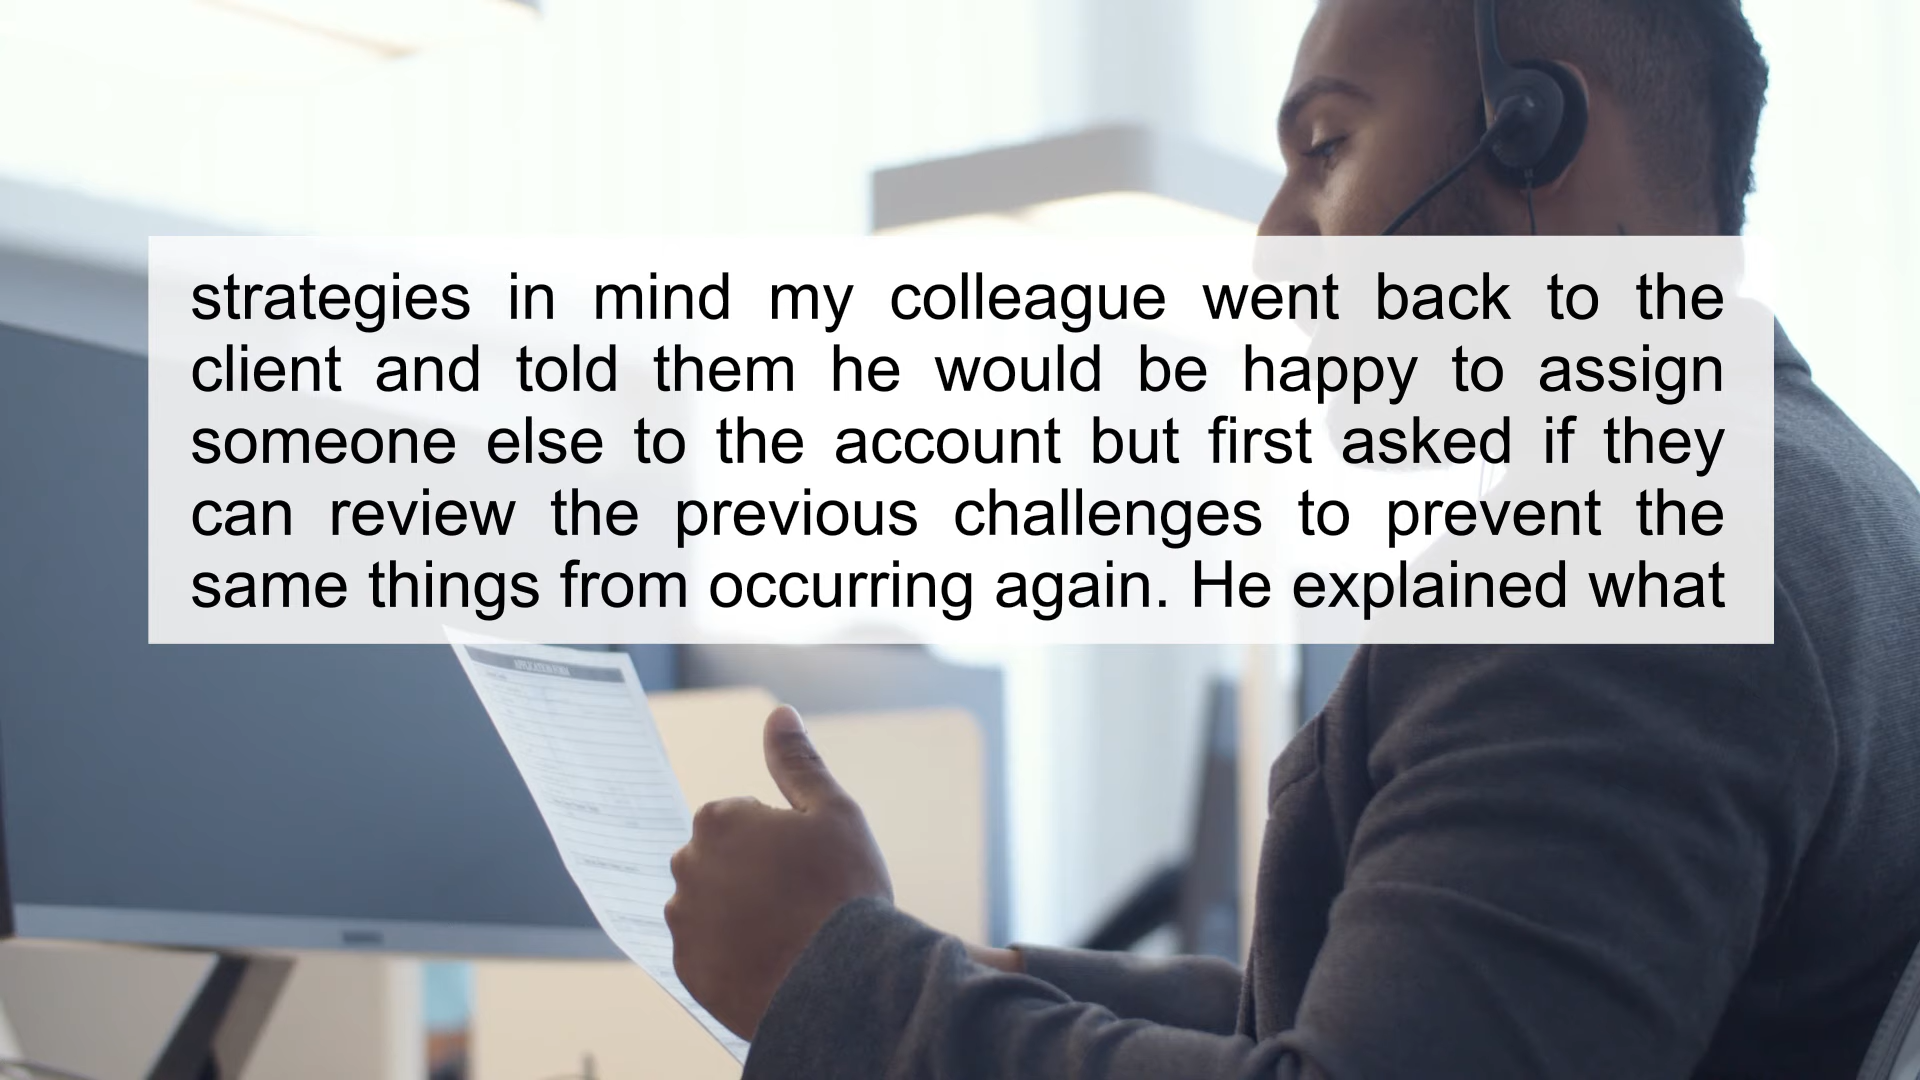 strategies in mind my colleague went back to the
client and told them he would be happy to assign
someone else to the account but first asked if they
can review the previous challenges to prevent the
same things from occurring again. He explained what
APPLICATION FORM